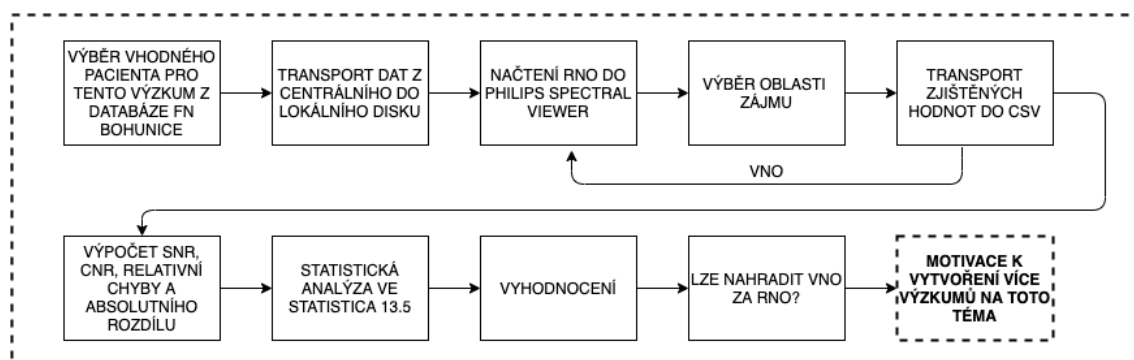 VÝBĚR VHODNÉHO
PACIENTA PRO
TENTO VÝZKUM Z
DATABÁZE FN
BOHUNICE
TRANSPORT DAT Z
CENTRÁLNÍHO DO
LOKÁLNÍHO DISKU
NAČTENÍ RNO DO
PHILIPS SPECTRAL
VIEWER
VÝBĚR OBLASTI
ZÁJMU
TRANSPORT
ZJIŠTĚNÝCH
HODNOT DO CSV
VNO
VÝPOČET SNR,
CNR, RELATIVNÍ
CHYBY A
ABSOLUTNÍHO
ROZDÍLU
STATISTICKÁ
ANALÝZA VE
STATISTICA 13.5
VYHODNOCENÍ
LZE NAHRADIT VNO
ZA RNO?
MOTIVACE K
VYTVOŘENÍ VÍCE
VÝZKUMŮ NA TOTO
TÉMA